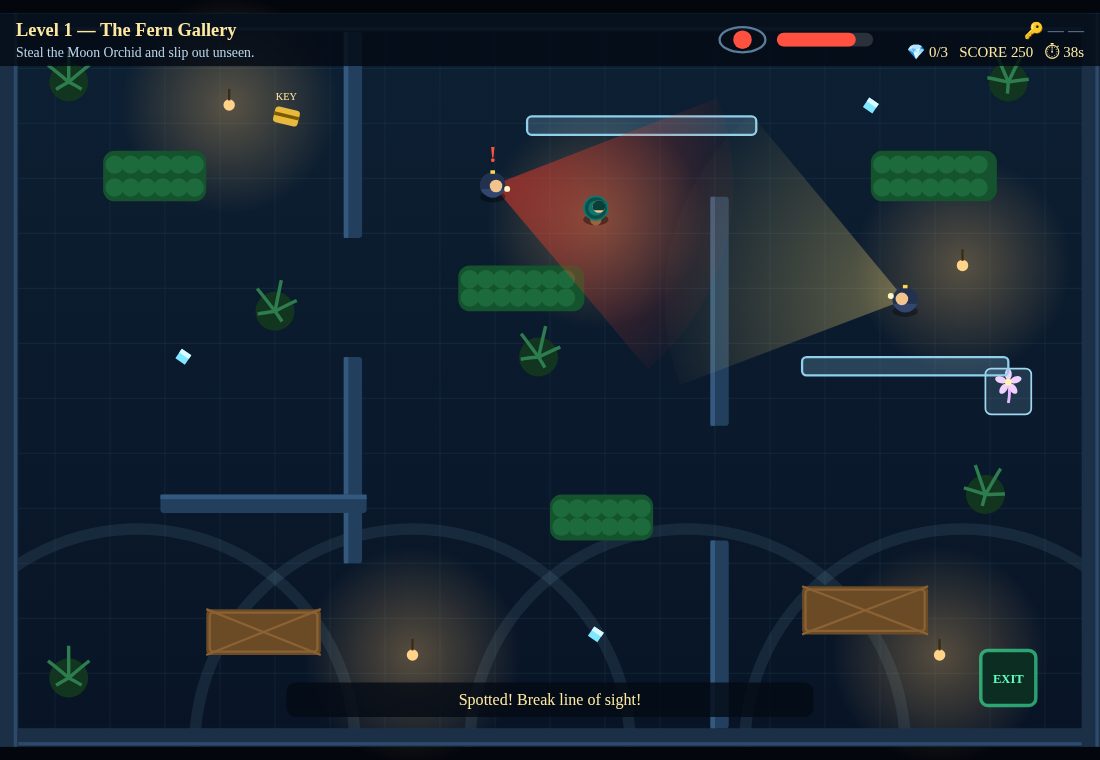 Level 1 — The Fern Gallery
Steal the Moon Orchid and slip out unseen.
🔑 — —
💎 0/3 SCORE 250 ⏱ 38s
KEY
!
EXIT
Spotted! Break line of sight!